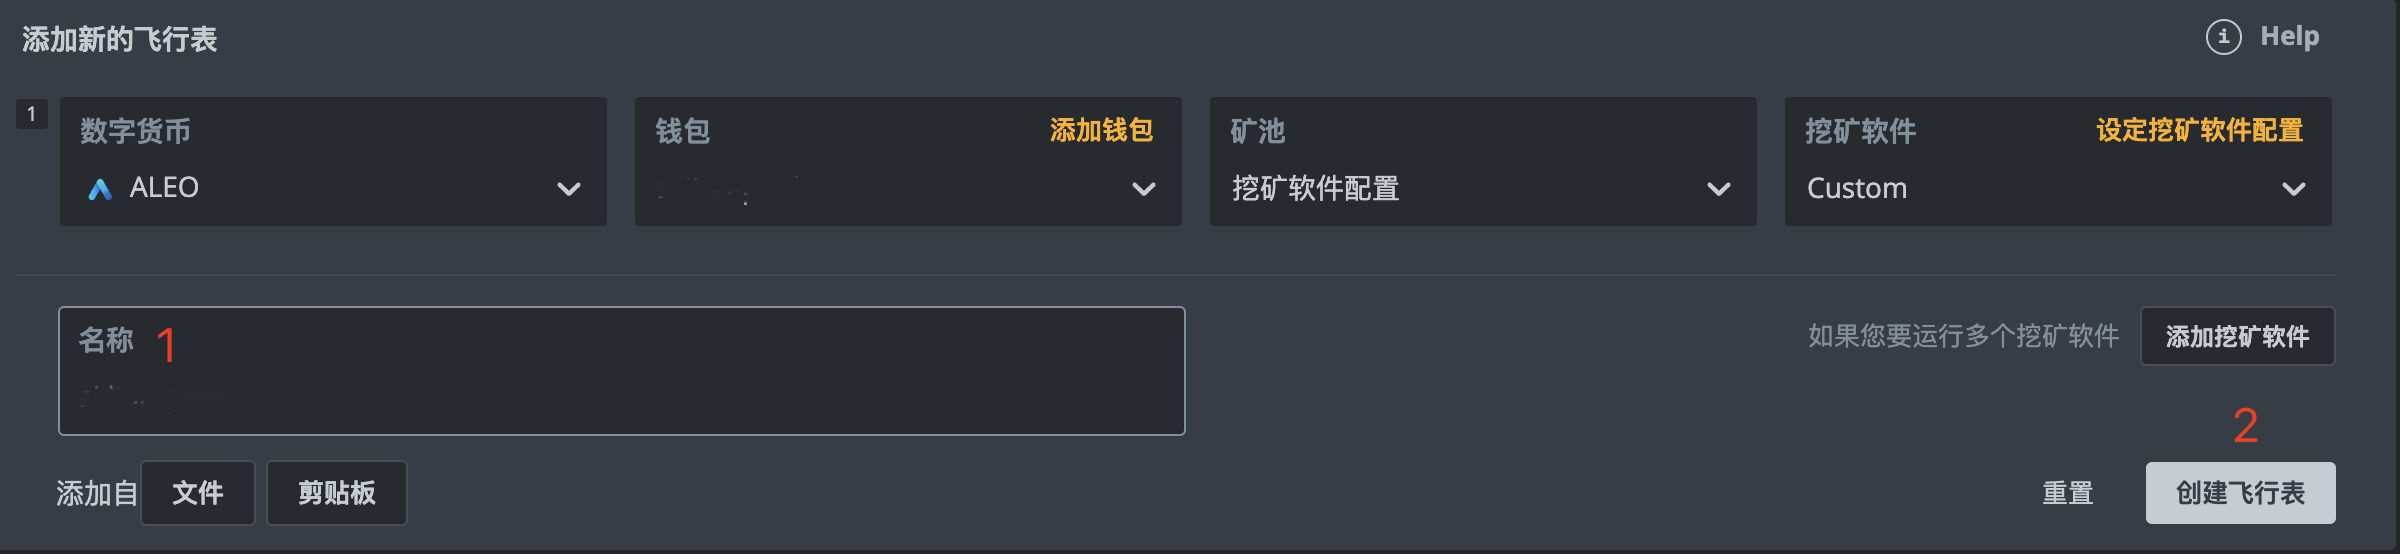 添加新的飞行表
Help
1
数字货币
ALEO
钱包 添加钱包
矿池
挖矿软件配置
挖矿软件 设定挖矿软件配置
Custom
名称 1
如果您要运行多个挖矿软件 添加挖矿软件
2
添加自 文件 剪贴板
重置 创建飞行表